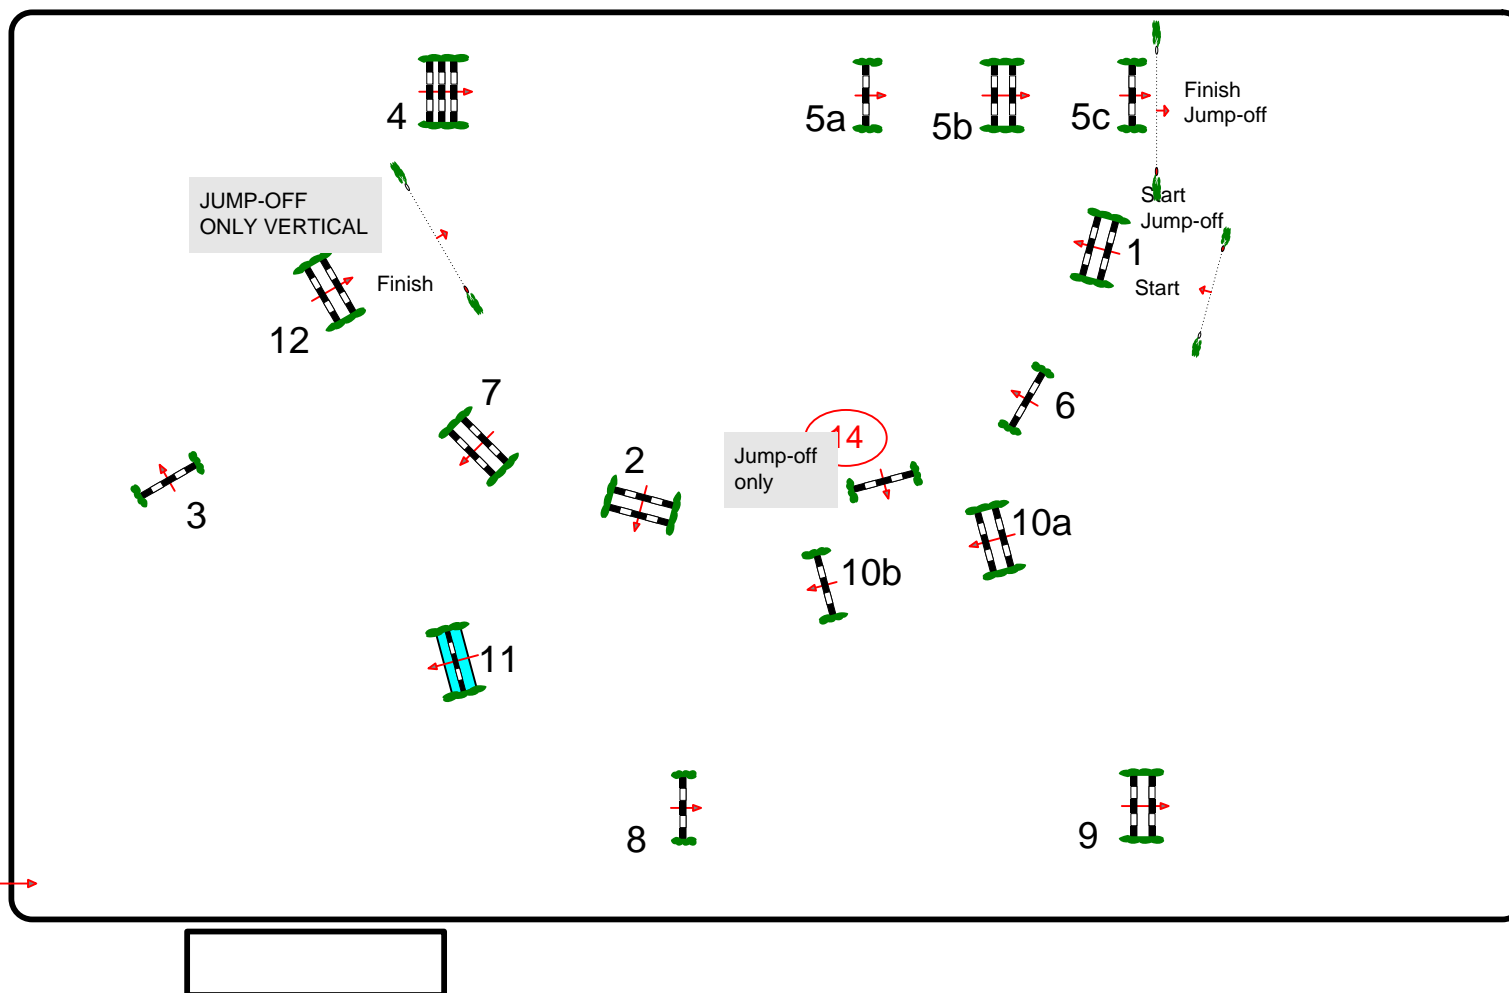 4
5a
5b
5c
Finish
Jump-off
JUMP-OFF
ONLY VERTICAL
Start
Jump-off
1
Finish
Start
12
7
6
14
Jump-off
only
2
3
10a
10b
11
8
9